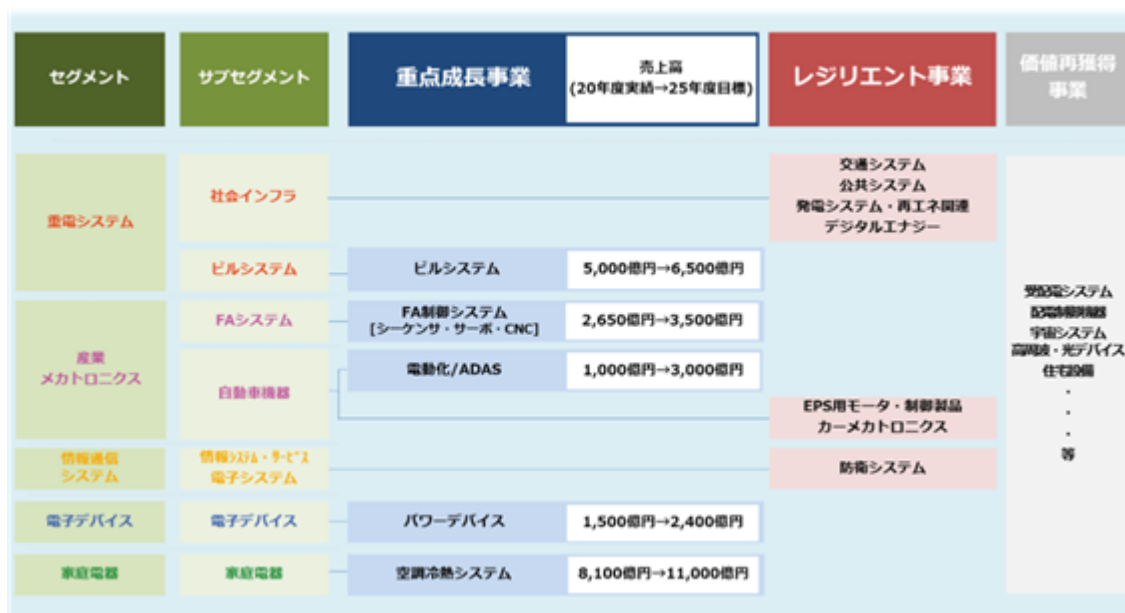 セグメント
サブセグメント
重点成長事業
売上高
(20年度実績→25年度目標)
レジリエント事業
価値再獲得
事業
重電システム
社会インフラ
交通システム
公共システム
発電システム・再エネ関連
デジタルエナジー
ビルシステム
ビルシステム
5,000億円→6,500億円
産業
メカトロニクス
FAシステム
FA制御システム
[シーケンサ・サーボ・CNC]
2,650億円→3,500億円
自動車機器
電動化/ADAS
1,000億円→3,000億円
EPS用モータ・制御製品
カーメカトロニクス
情報通信
システム
情報ｼｽﾃﾑ・ｻｰﾋﾞｽ
電子システム
防衛システム
電子デバイス
電子デバイス
パワーデバイス
1,500億円→2,400億円
家庭電器
家庭電器
空調冷熱システム
8,100億円→11,000億円
受配電システム
配電制御機器
宇宙システム
高周波・光デバイス
住宅設備
・
・
・
等